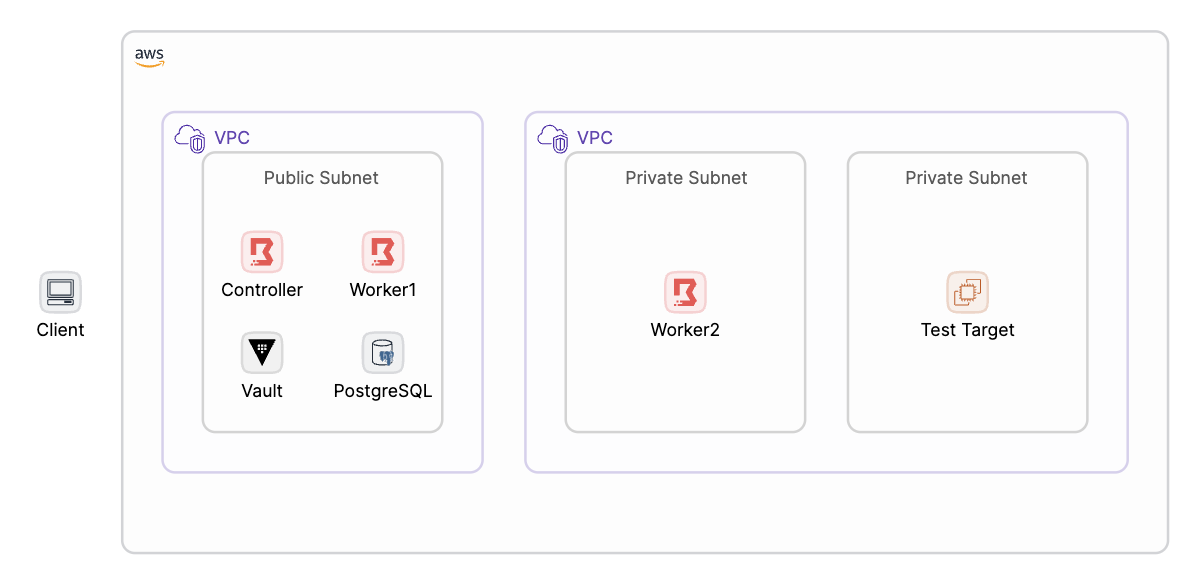 aws
VPC
VPC
Public Subnet
Private Subnet
Private Subnet
Controller
Worker1
Client
Worker2
Test Target
Vault
PostgreSQL